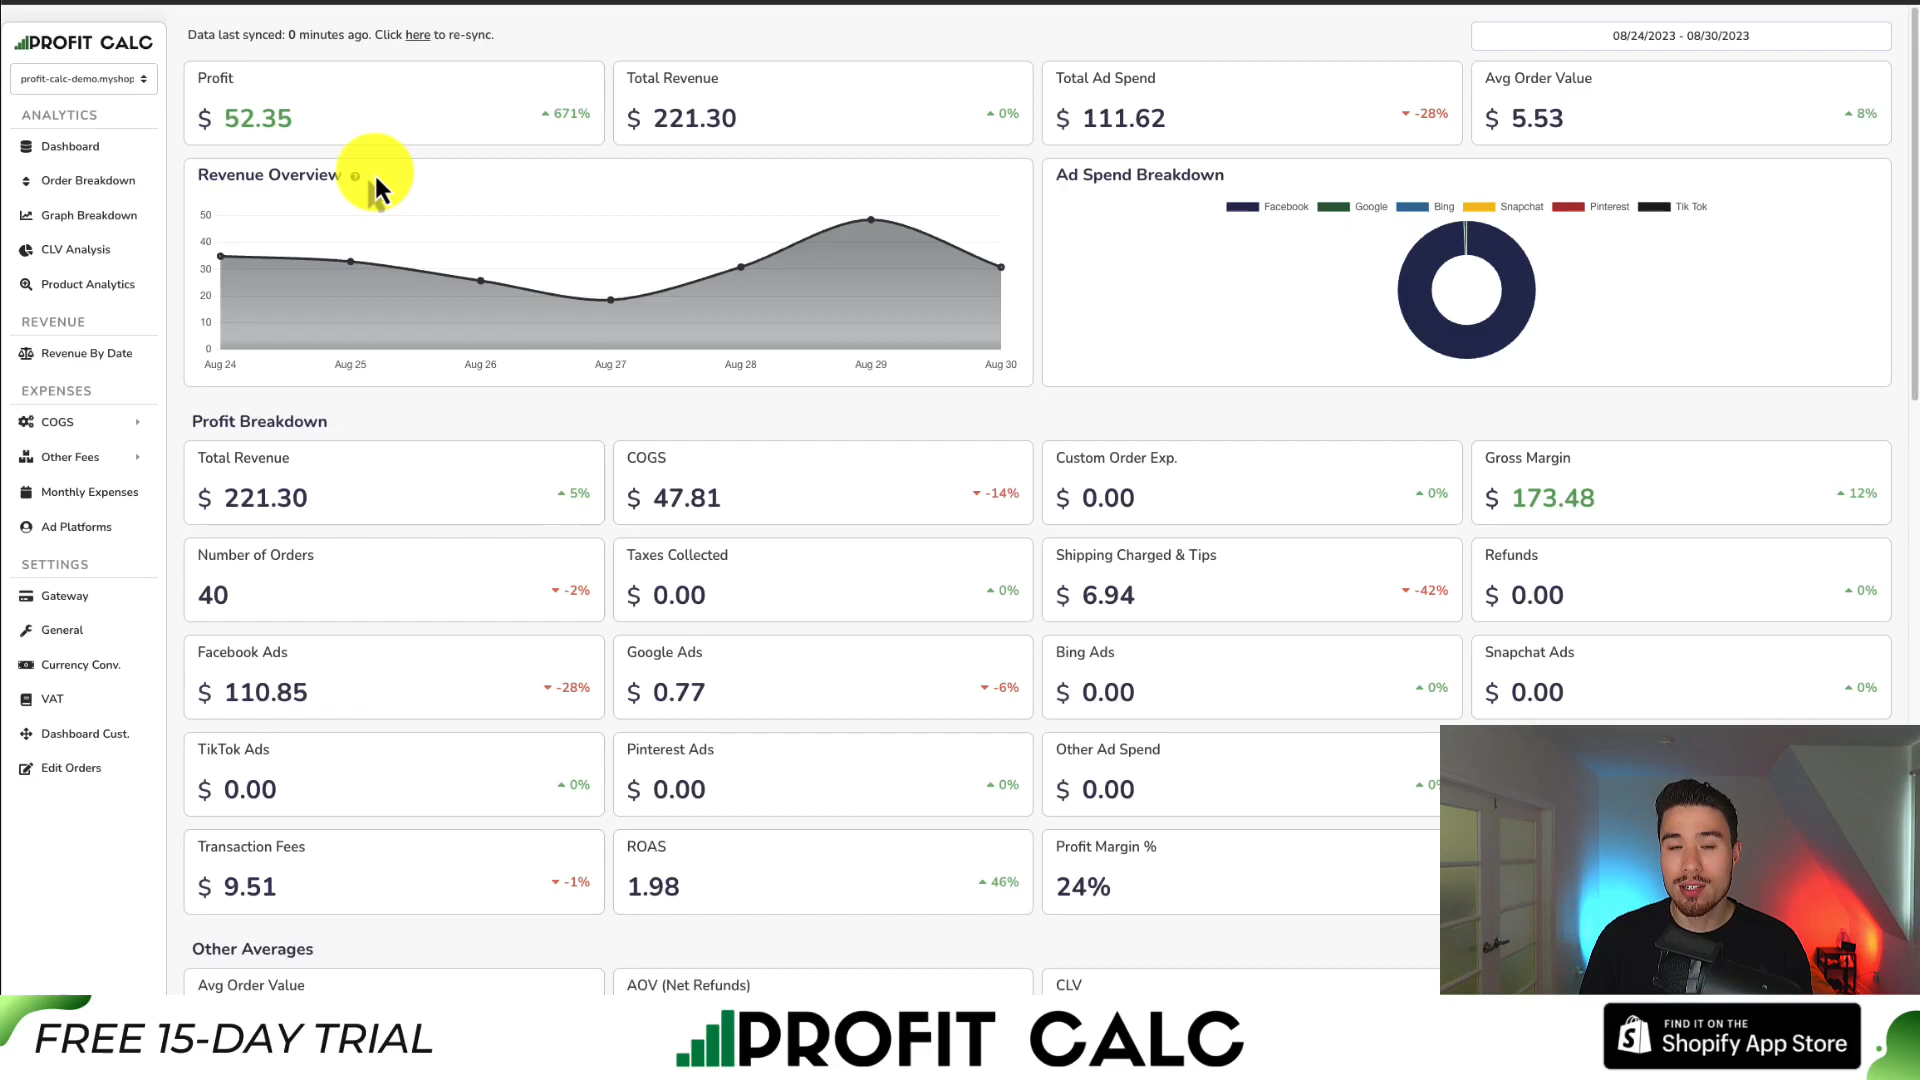 PROFIT CALC
Data last synced: 0 minutes ago. Click here to re-sync.
08/24/2023 - 08/30/2023
profit-calc-demo.myshop
ANALYTICS
Dashboard
Order Breakdown
Graph Breakdown
CLV Analysis
Product Analytics
REVENUE
Revenue By Date
EXPENSES
COGS
Other Fees
Monthly Expenses
Ad Platforms
SETTINGS
Gateway
General
Currency Conv.
VAT
Dashboard Cust.
Edit Orders
Profit
$ 52.35
671%
Total Revenue
$ 221.30
0%
Total Ad Spend
$ 111.62
-28%
Avg Order Value
$ 5.53
8%
Revenue Overview ?
50
40
30
20
10
0
Aug 24 Aug 25 Aug 26 Aug 27 Aug 28 Aug 29 Aug 30
Ad Spend Breakdown
Facebook Google Bing Snapchat Pinterest Tik Tok
Profit Breakdown
Total Revenue
$ 221.30
5%
COGS
$ 47.81
-14%
Custom Order Exp.
$ 0.00
0%
Gross Margin
$ 173.48
12%
Number of Orders
40
-2%
Taxes Collected
$ 0.00
0%
Shipping Charged & Tips
$ 6.94
-42%
Refunds
$ 0.00
0%
Facebook Ads
$ 110.85
-28%
Google Ads
$ 0.77
-6%
Bing Ads
$ 0.00
0%
Snapchat Ads
$ 0.00
0%
TikTok Ads
$ 0.00
0%
Pinterest Ads
$ 0.00
0%
Other Ad Spend
$ 0.00
0%
Transaction Fees
$ 9.51
-1%
ROAS
1.98
46%
Profit Margin %
24%
Other Averages
Avg Order Value
AOV (Net Refunds)
CLV
FREE 15-DAY TRIAL
PROFIT CALC
FIND IT ON THE
Shopify App Store